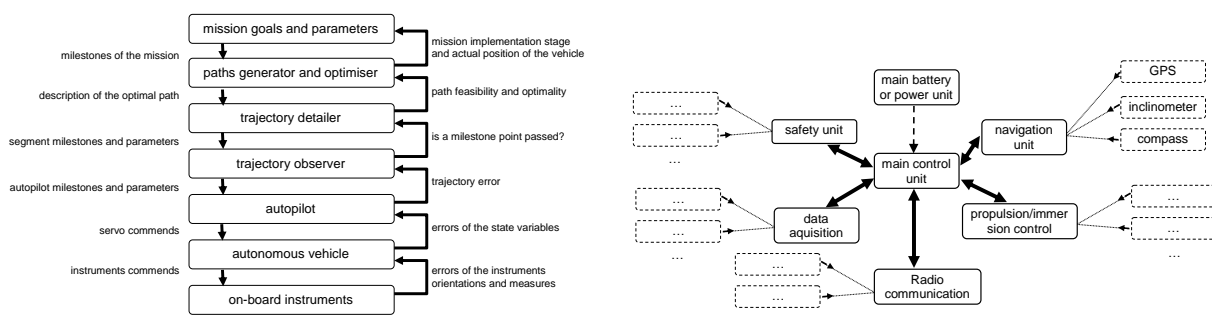 mission goals and parameters
milestones of the mission
mission implementation stage
and actual position of the vehicle
paths generator and optimiser
description of the optimal path
path feasibility and optimality
trajectory detailer
segment milestones and parameters
is a milestone point passed?
trajectory observer
autopilot milestones and parameters
trajectory error
autopilot
servo commends
errors of the state variables
autonomous vehicle
instruments commends
errors of the instruments
orientations and measures
on-board instruments
main battery
or power unit
GPS
inclinometer
compass
...
...
...
safety unit
navigation
unit
main control
unit
...
...
...
data
aquisition
propulsion/immer
sion control
...
...
...
...
...
Radio
communication